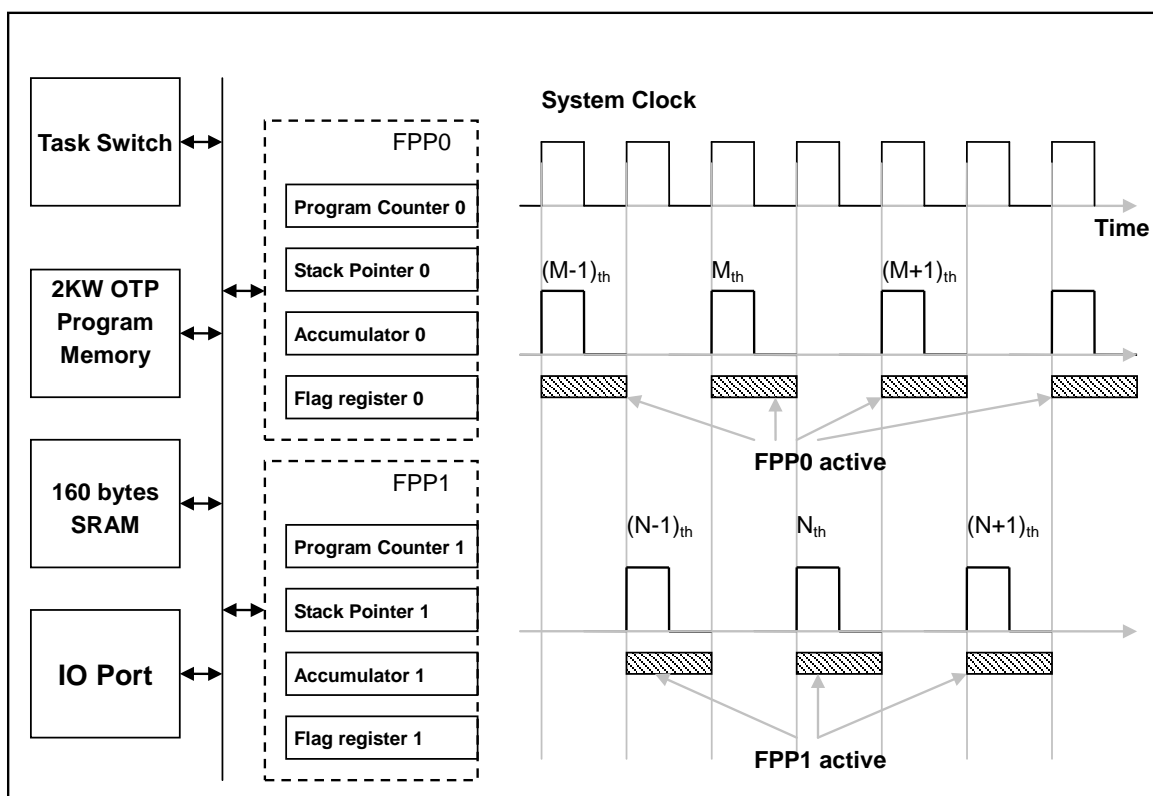 Task Switch
2KW OTP
Program
Memory
160 bytes
SRAM
IO Port
FPP0
Program Counter 0
Stack Pointer 0
Accumulator 0
Flag register 0
FPP1
Program Counter 1
Stack Pointer 1
Accumulator 1
Flag register 1
System Clock
Time
(M-1)th
Mth
(M+1)th
FPP0 active
(N-1)th
Nth
(N+1)th
FPP1 active